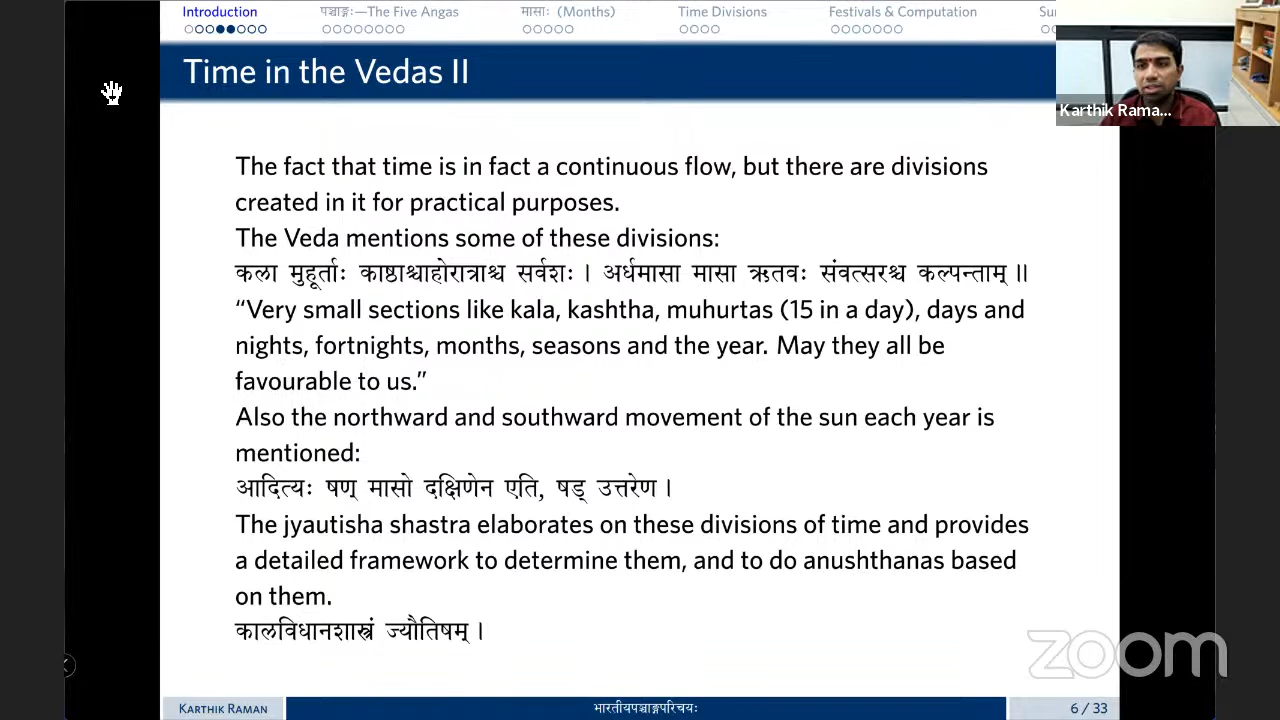 Introduction
पञ्चाङ्गः—The Five Angas
मासाः (Months)
Time Divisions
Festivals & Computation
Time in the Vedas II
Karthik Rama...
The fact that time is in fact a continuous flow, but there are divisions
created in it for practical purposes.
The Veda mentions some of these divisions:
कला मुहूर्ताः काष्ठाश्चाहोरात्राश्च सर्वशः । अर्धमासा मासा ऋतवः संवत्सरश्च कल्पन्ताम् ॥
“Very small sections like kala, kashtha, muhurtas (15 in a day), days and
nights, fortnights, months, seasons and the year. May they all be
favourable to us.”
Also the northward and southward movement of the sun each year is
mentioned:
आदित्यः षण् मासो दक्षिणेन एति, षड् उत्तरेण ।
The jyautisha shastra elaborates on these divisions of time and provides
a detailed framework to determine them, and to do anushthanas based
on them.
कालविधानशास्त्रं ज्यौतिषम् ।
zoom
Karthik Raman
भारतीयपञ्चाङ्गपरिचयः
6 / 33